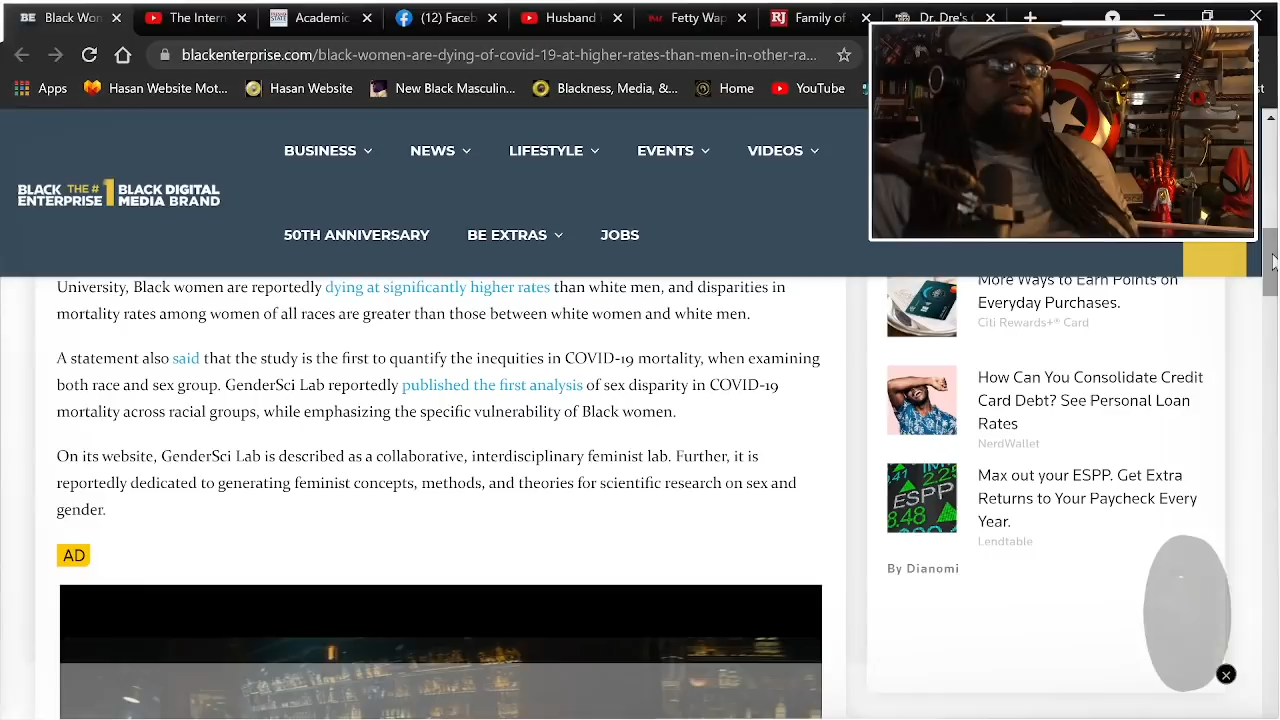 BE Black Won
The Intern
Academic
(12) Faceb
Husband F
Fetty Wap
RJ Family of
Dr. Dre's
blackenterprise.com/black-women-are-dying-of-covid-19-at-higher-rates-than-men-in-other-ra...
Apps
Hasan Website Mot...
Hasan Website
New Black Masculin...
Blackness, Media, &...
Home
YouTube
BUSINESS
NEWS
LIFESTYLE
EVENTS
VIDEOS
BLACK THE # 1 BLACK DIGITAL
ENTERPRISE MEDIA BRAND
50TH ANNIVERSARY
BE EXTRAS
JOBS
University, Black women are reportedly dying at significantly higher rates than white men, and disparities in
mortality rates among women of all races are greater than those between white women and white men.
A statement also said that the study is the first to quantify the inequities in COVID-19 mortality, when examining
both race and sex group. GenderSci Lab reportedly published the first analysis of sex disparity in COVID-19
mortality across racial groups, while emphasizing the specific vulnerability of Black women.
On its website, GenderSci Lab is described as a collaborative, interdisciplinary feminist lab. Further, it is
reportedly dedicated to generating feminist concepts, methods, and theories for scientific research on sex and
gender.
AD
More Ways to Earn Points on
Everyday Purchases.
Citi Rewards+® Card
How Can You Consolidate Credit
Card Debt? See Personal Loan
Rates
NerdWallet
ESPP
8.48
Max out your ESPP. Get Extra
Returns to Your Paycheck Every
Year.
Lendtable
By Dianomi